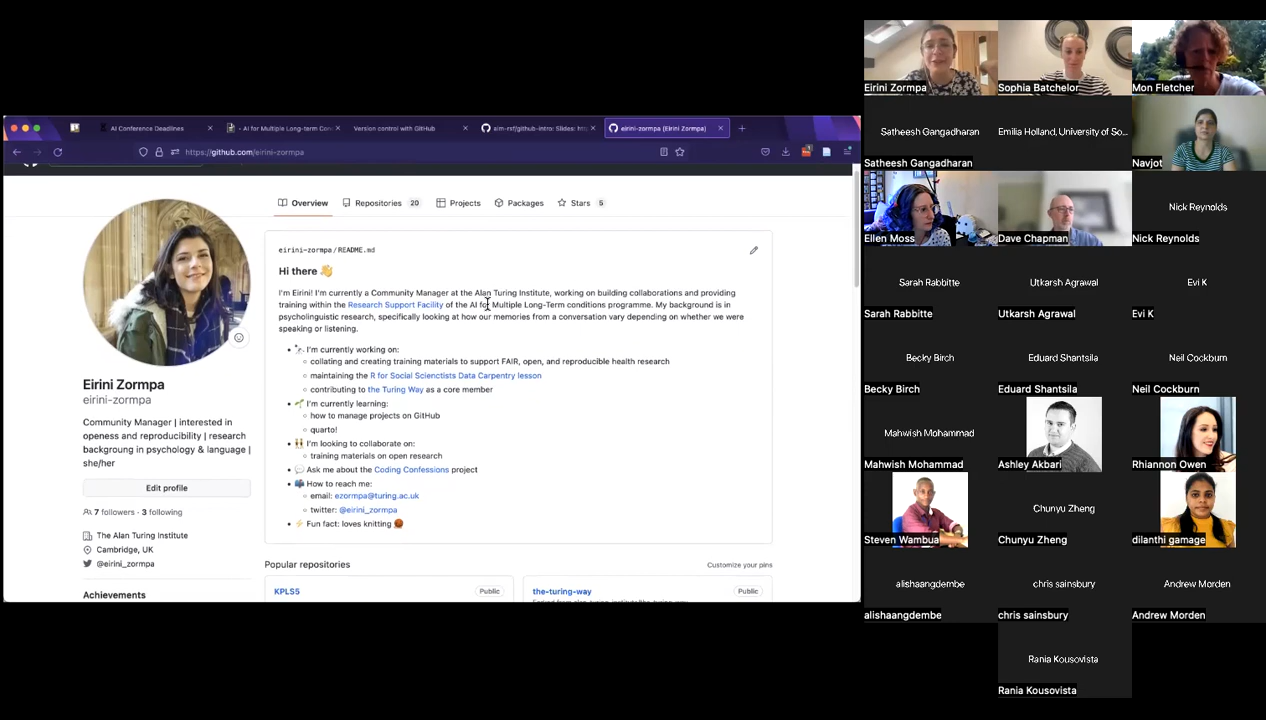 AI Conference Deadlines
- AI for Multiple Long-term Con
Version control with GitHub
aim-rsf/github-intro: Slides: htt
eirini-zormpa (Eirini Zormpa)
https://github.com/eirini-zormpa
Overview
Repositories 20
Projects
Packages
Stars 5
eirini-zormpa / README.md
Hi there 👋
I'm Eirini! I'm currently a Community Manager at the Alan Turing Institute, working on building collaborations and providing
training within the Research Support Facility of the AI for Multiple Long-Term conditions programme. My background is in
psycholinguistic research, specifically looking at how our memories from a conversation vary depending on whether we were
speaking or listening.
I'm currently working on:
collating and creating training materials to support FAIR, open, and reproducible health research
maintaining the R for Social Scienctists Data Carpentry lesson
contributing to the Turing Way as a core member
I'm currently learning:
how to manage projects on GitHub
quarto!
I'm looking to collaborate on:
training materials on open research
Ask me about the Coding Confessions project
How to reach me:
email: ezormpa@turing.ac.uk
twitter: @eirini_zormpa
Fun fact: loves knitting
Popular repositories
Customize your pins
KPLS5
Public
the-turing-way
Public
Eirini Zormpa
eirini-zormpa
Community Manager | interested in
openess and reproducibility | research
backgroung in psychology & language |
she/her
Edit profile
7 followers · 3 following
The Alan Turing Institute
Cambridge, UK
@eirini_zormpa
Achievements
Eirini Zormpa
Sophia Batchelor
Mon Fletcher
Satheesh Gangadharan
Satheesh Gangadharan
Emilia Holland, University of So...
Navjot
Ellen Moss
Dave Chapman
Nick Reynolds
Nick Reynolds
Sarah Rabbitte
Sarah Rabbitte
Utkarsh Agrawal
Utkarsh Agrawal
Evi K
Evi K
Becky Birch
Becky Birch
Eduard Shantsila
Eduard Shantsila
Neil Cockburn
Neil Cockburn
Mahwish Mohammad
Mahwish Mohammad
Ashley Akbari
Rhiannon Owen
Steven Wambua
Chunyu Zheng
Chunyu Zheng
dilanthi gamage
alishaangdembe
alishaangdembe
chris sainsbury
chris sainsbury
Andrew Morden
Andrew Morden
Rania Kousovista
Rania Kousovista